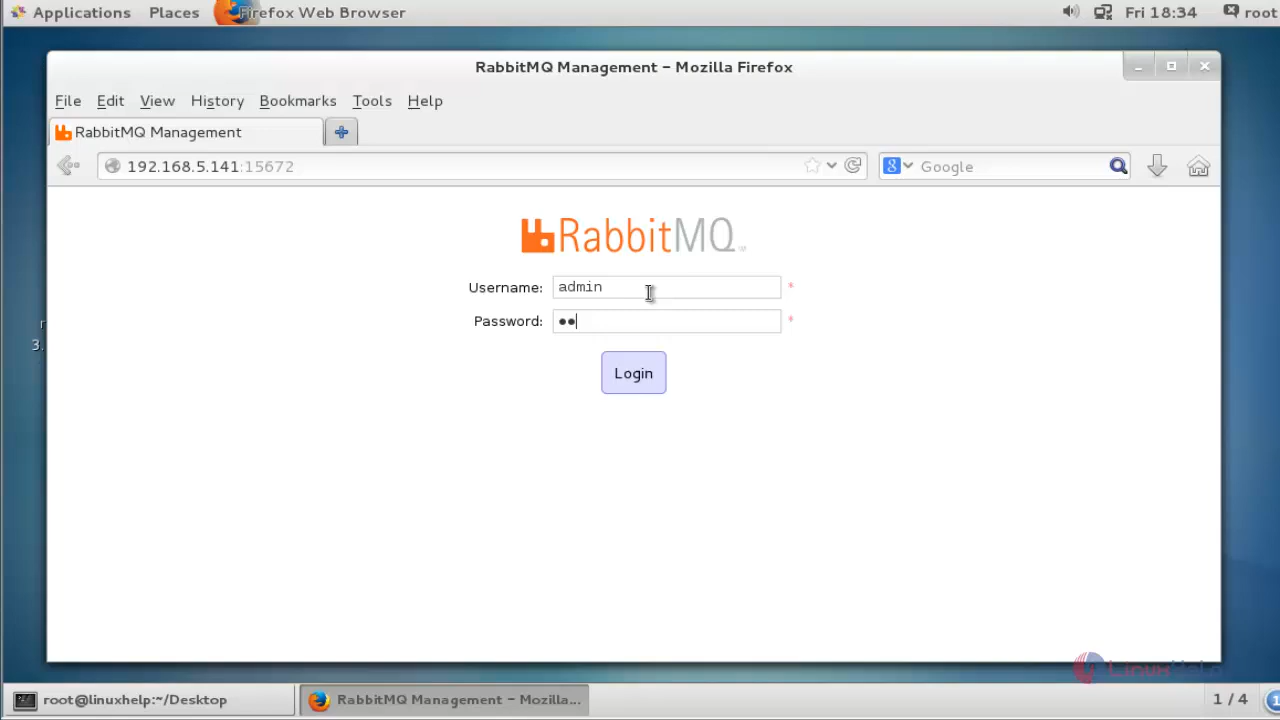 Applications Places Firefox Web Browser Fri 18:34 root
RabbitMQ Management - Mozilla Firefox
File Edit View History Bookmarks Tools Help
RabbitMQ Management
192.168.5.141:15672 Google
RabbitMQ
Username: admin *
Password: ●● *
3.
Login
LinuxHelp
root@linuxhelp:~/Desktop RabbitMQ Management - Mozilla... 1 / 4